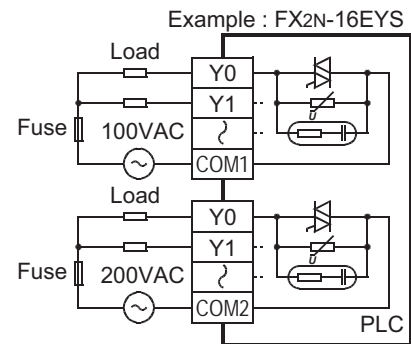 Example : FX2N-16EYS
Load
Y0
Y1
Fuse
100VAC
COM1
U
Load
Y0
Y1
Fuse
200VAC
COM2
U
PLC